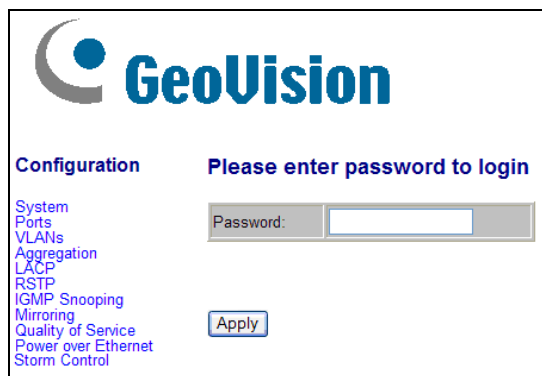 GeoVision
Configuration
Please enter password to login
System
Ports
VLANs
Aggregation
LACP
RSTP
IGMP Snooping
Mirroring
Quality of Service
Power over Ethernet
Storm Control
Password:
Apply